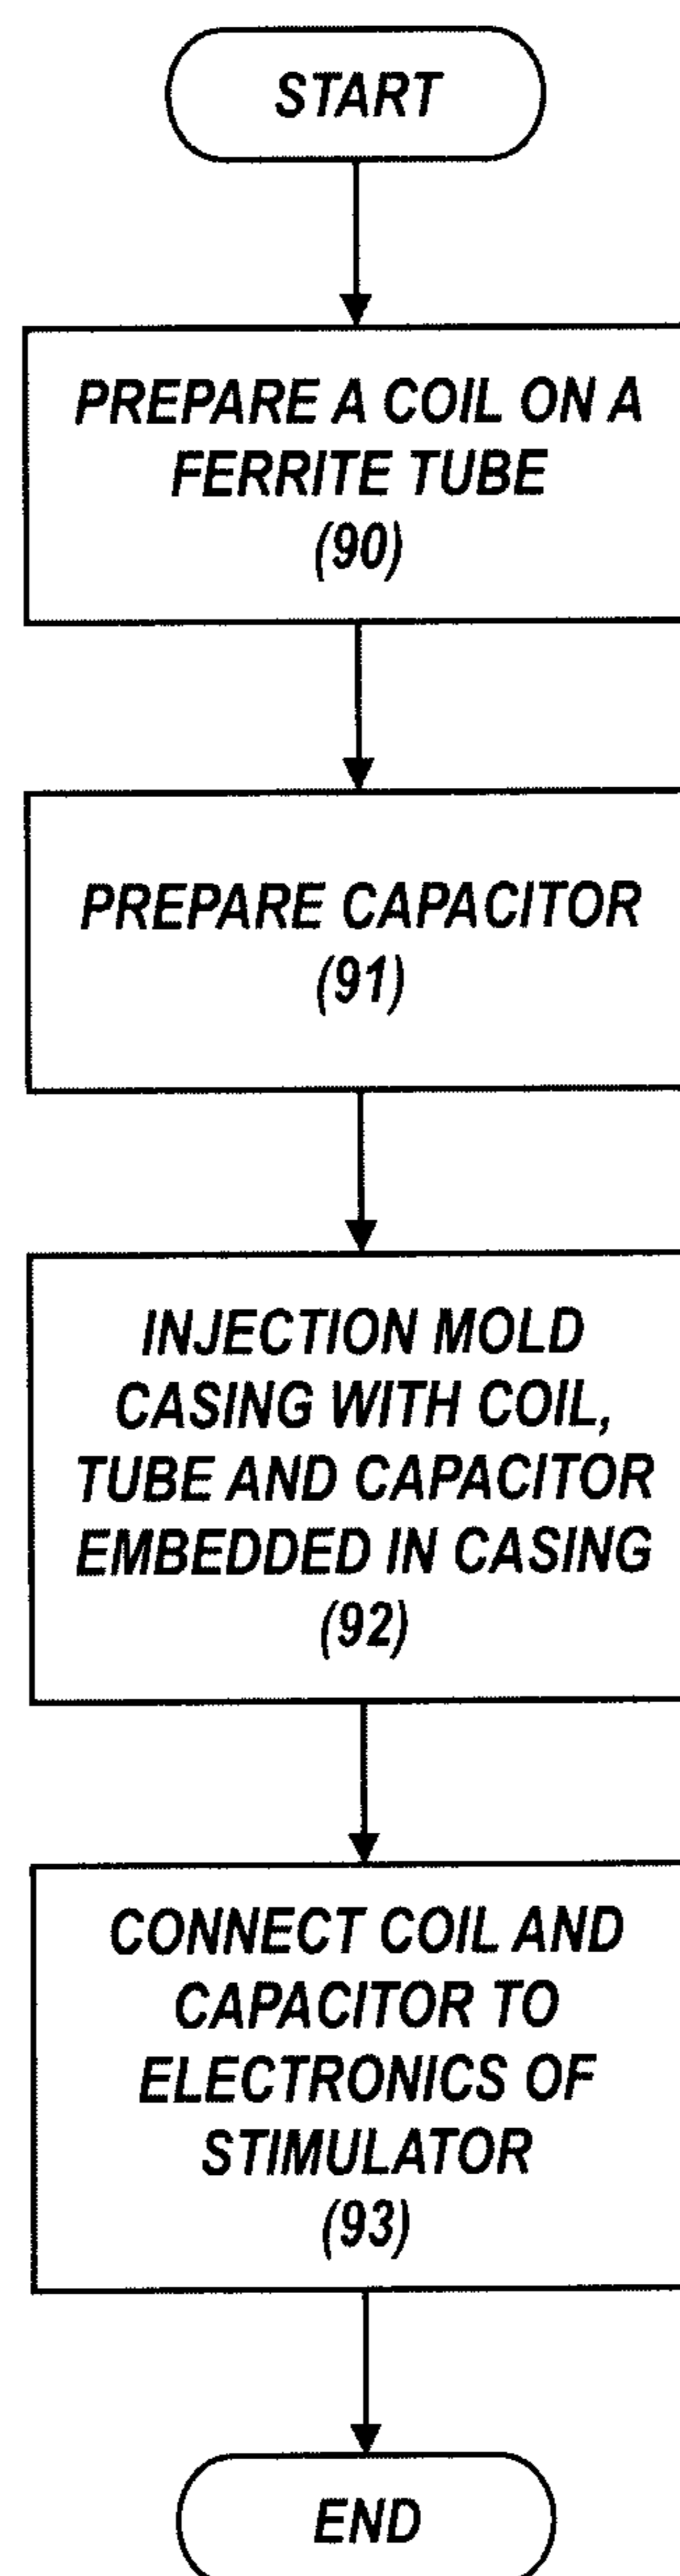 START
PREPARE A COIL ON A
FERRITE TUBE
(90)
PREPARE CAPACITOR
(91)
INJECTION MOLD
CASING WITH COIL,
TUBE AND CAPACITOR
EMBEDDED IN CASING
(92)
CONNECT COIL AND
CAPACITOR TO
ELECTRONICS OF
STIMULATOR
(93)
END